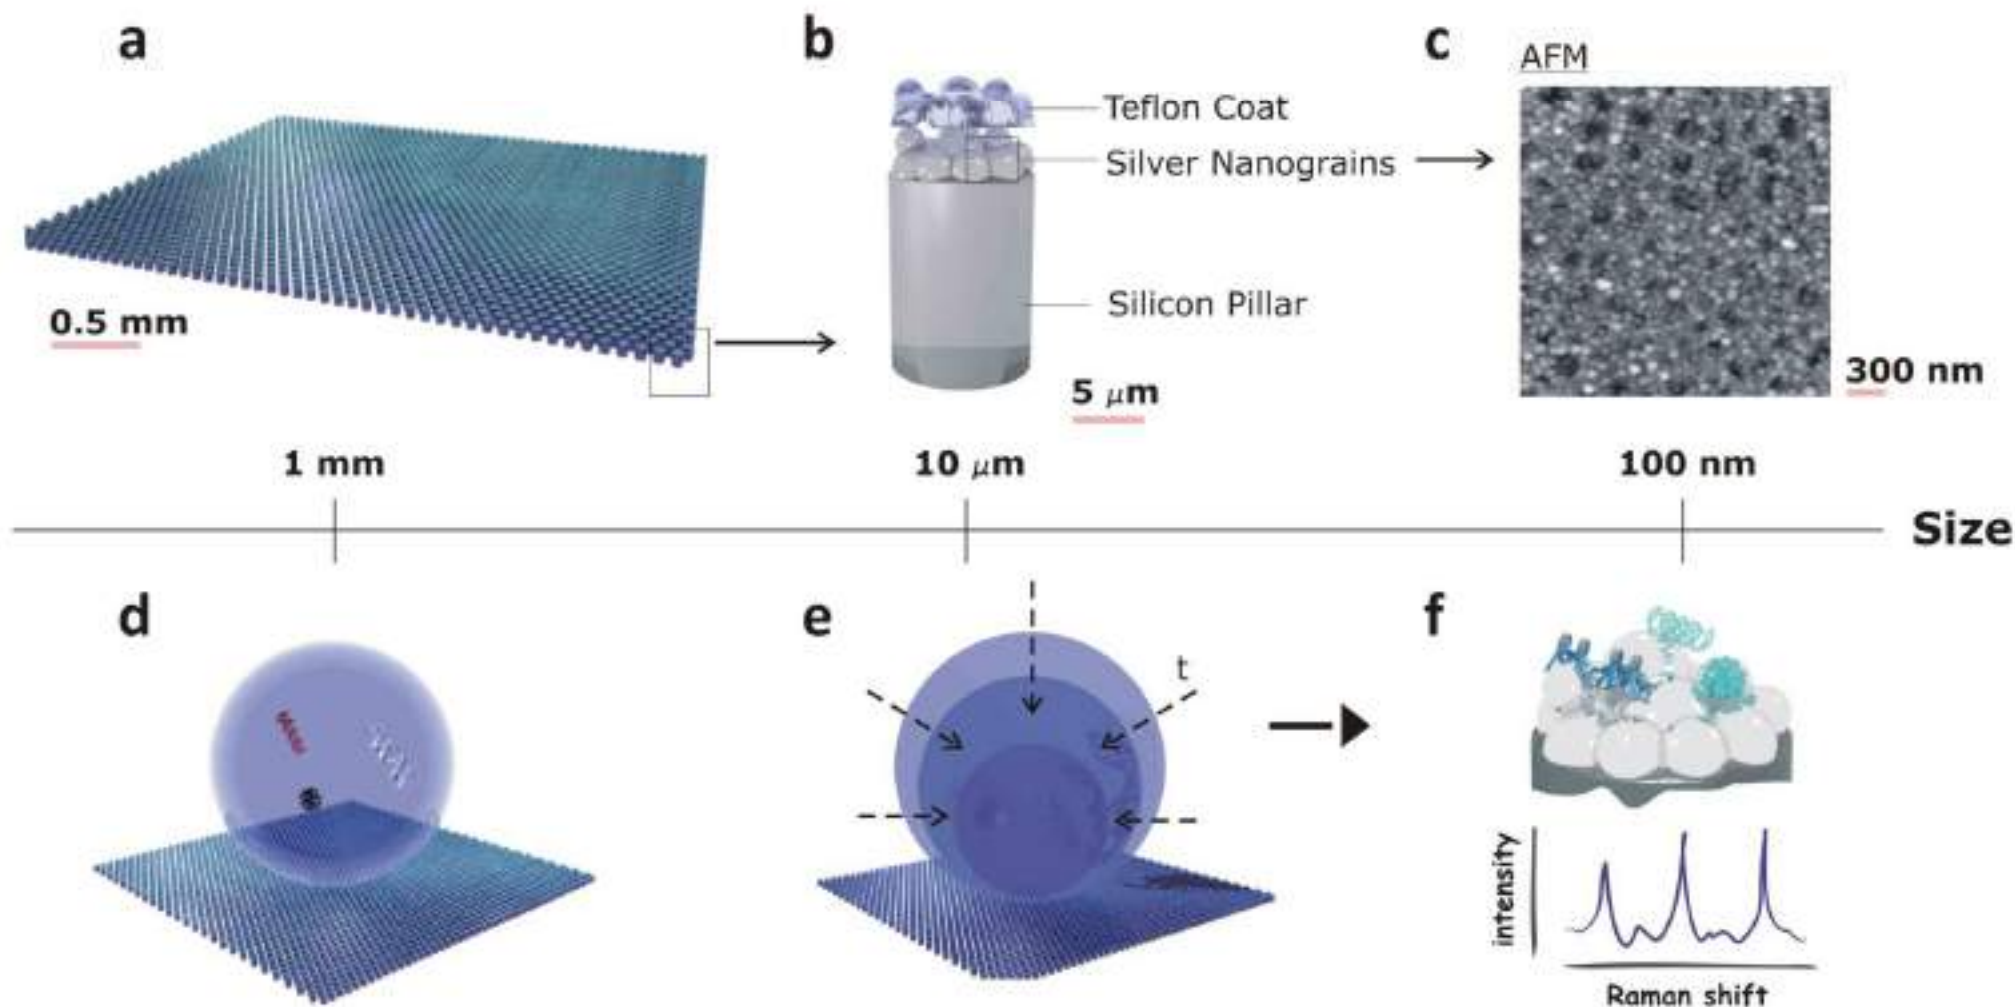 a
b
c
AFM
Teflon Coat
Silver Nanograins
Silicon Pillar
0.5 mm
5 μm
300 nm
1 mm
10 μm
100 nm
Size
d
e
f
t
intensity
Raman shift